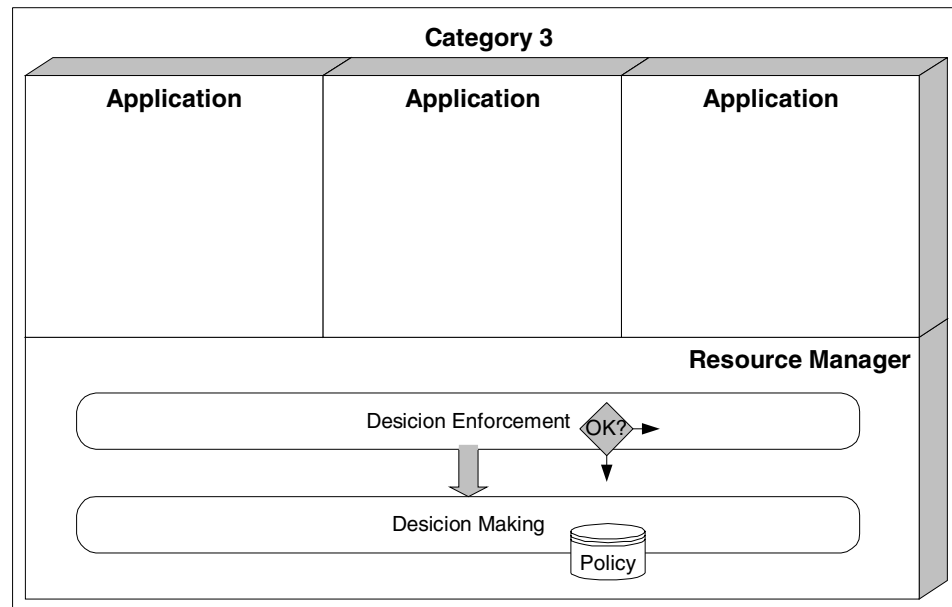 Category 3
Application
Application
Application
Resource Manager
Desicion Enforcement
OK?
Desicion Making
Policy